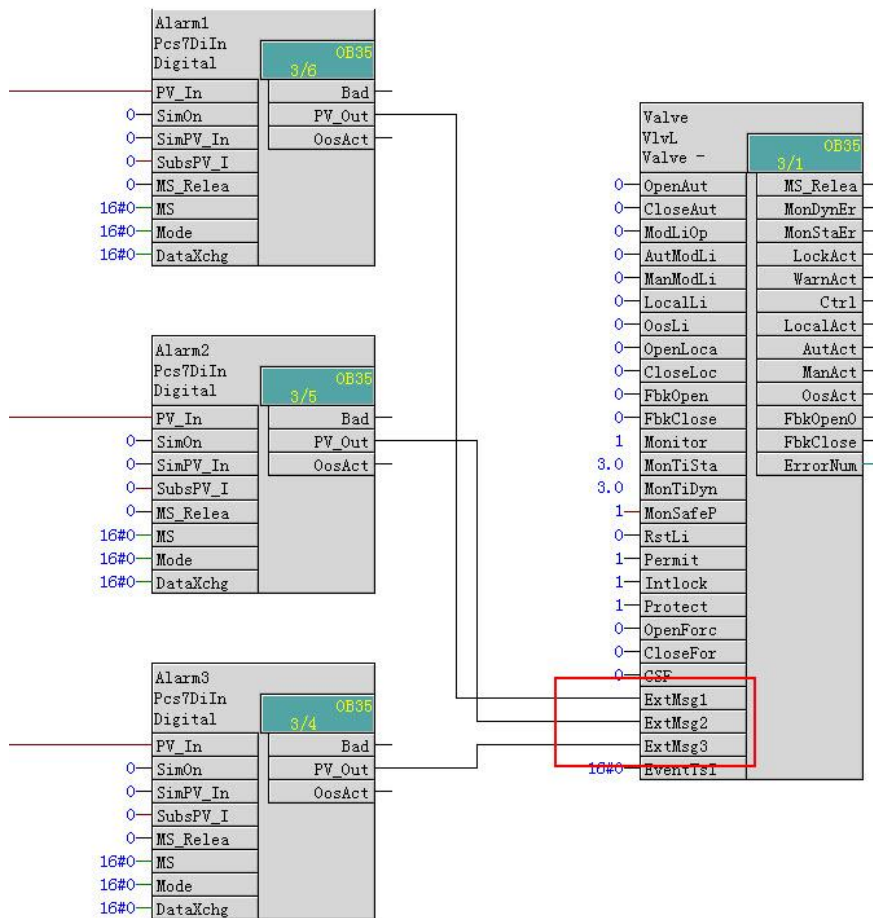 Alarm1
Pcs7DiIn
Digital
OB35
3/6
PV_In
Bad
0 SimOn
PV_Out
0 SimPV_In
OosAct
0 SubsPV_I
0 MS_Relea
16#0 MS
16#0 Mode
16#0 DataXchg
Alarm2
Pcs7DiIn
Digital
OB35
3/5
PV_In
Bad
0 SimOn
PV_Out
0 SimPV_In
OosAct
0 SubsPV_I
0 MS_Relea
16#0 MS
16#0 Mode
16#0 DataXchg
Alarm3
Pcs7DiIn
Digital
OB35
3/4
PV_In
Bad
0 SimOn
PV_Out
0 SimPV_In
OosAct
0 SubsPV_I
0 MS_Relea
16#0 MS
16#0 Mode
16#0 DataXchg
Valve
VlvL
Valve -
OB35
3/1
0 OpenAut MS_Relea
0 CloseAut MonDynEr
0 ModLiOp MonStaEr
0 AutModLi LockAct
0 ManModLi WarnAct
0 LocalLi Ctrl
0 OosLi LocalAct
0 OpenLoca AutAct
0 CloseLoc ManAct
0 FbkOpen OosAct
0 FbkClose FbkOpenO
1 Monitor FbkClose
3.0 MonTiSta ErrorNum
3.0 MonTiDyn
1 MonSafeP
0 RstLi
1 Permit
1 Intlock
1 Protect
0 OpenForc
0 CloseFor
0 CSF
ExtMsg1
ExtMsg2
ExtMsg3
16#0 EventTsI